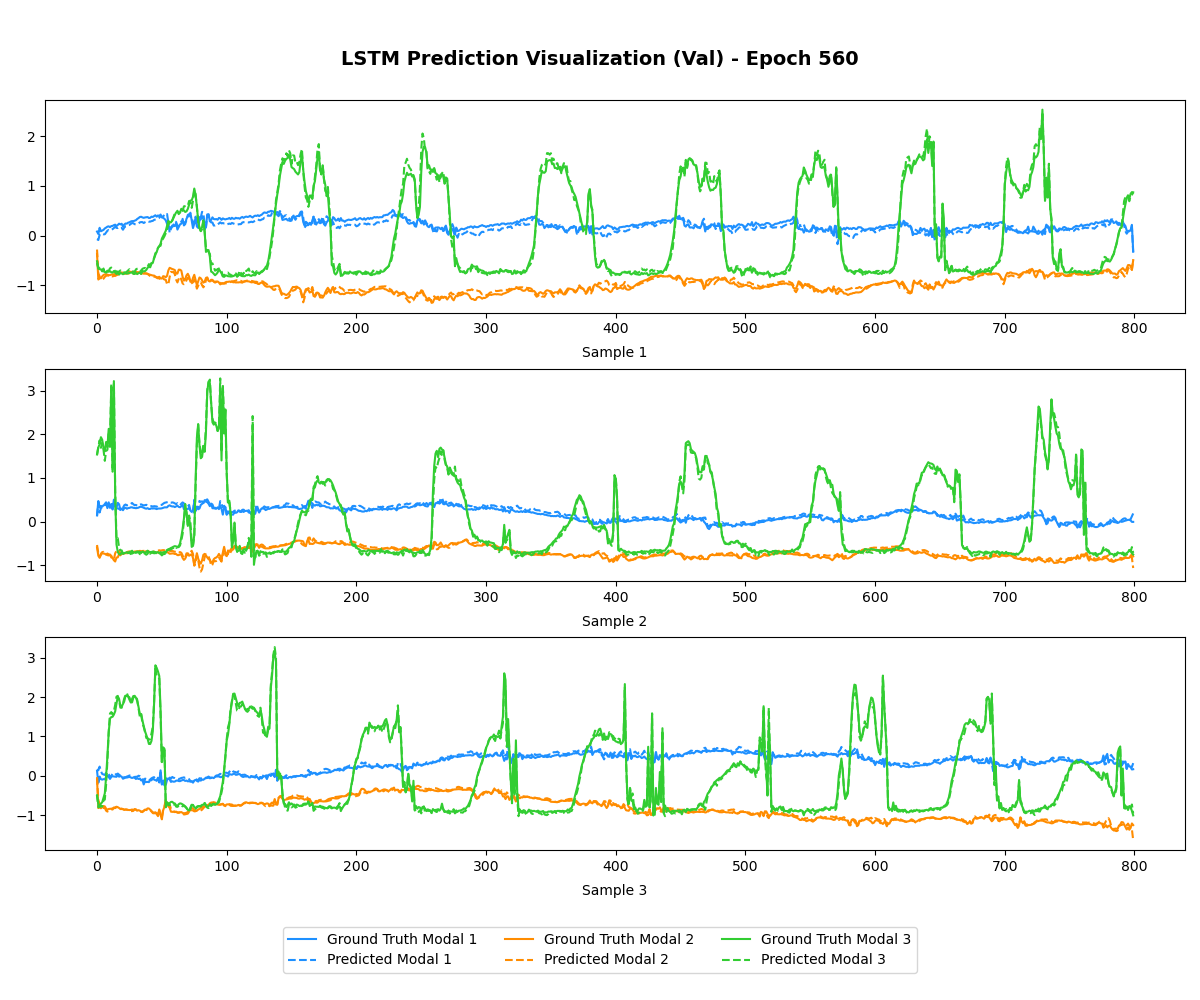 LSTM Prediction Visualization (Val) - Epoch 560
2
1
0
−1
0 100 200 300 400 500 600 700 800
Sample 1
3
2
1
0
−1
0 100 200 300 400 500 600 700 800
Sample 2
3
2
1
0
−1
0 100 200 300 400 500 600 700 800
Sample 3
Ground Truth Modal 1 Ground Truth Modal 2 Ground Truth Modal 3
Predicted Modal 1 Predicted Modal 2 Predicted Modal 3